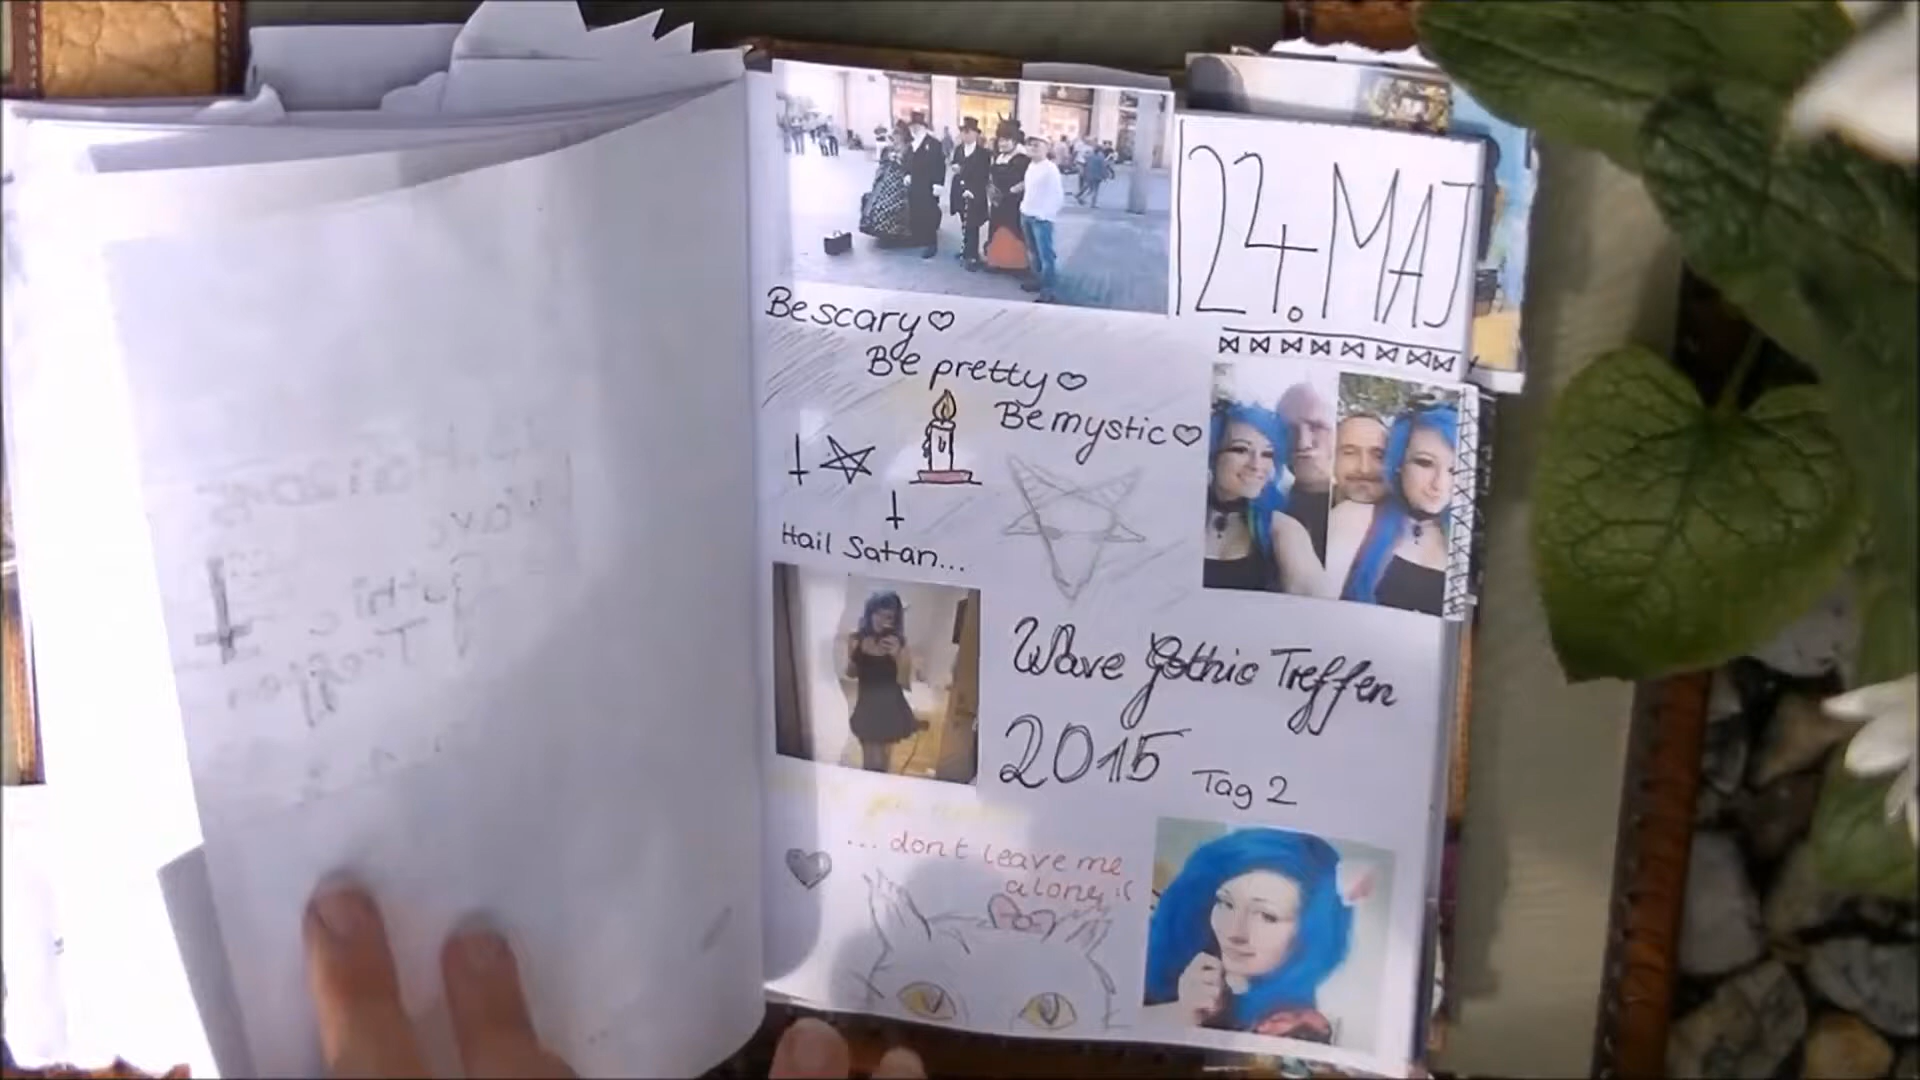 24. MAI
Be scary♡
Be pretty♡
Be mystic♡
Hail Satan...
Wave Gothic Treffen
2015 Tag 2
... dont leave me
alone :(